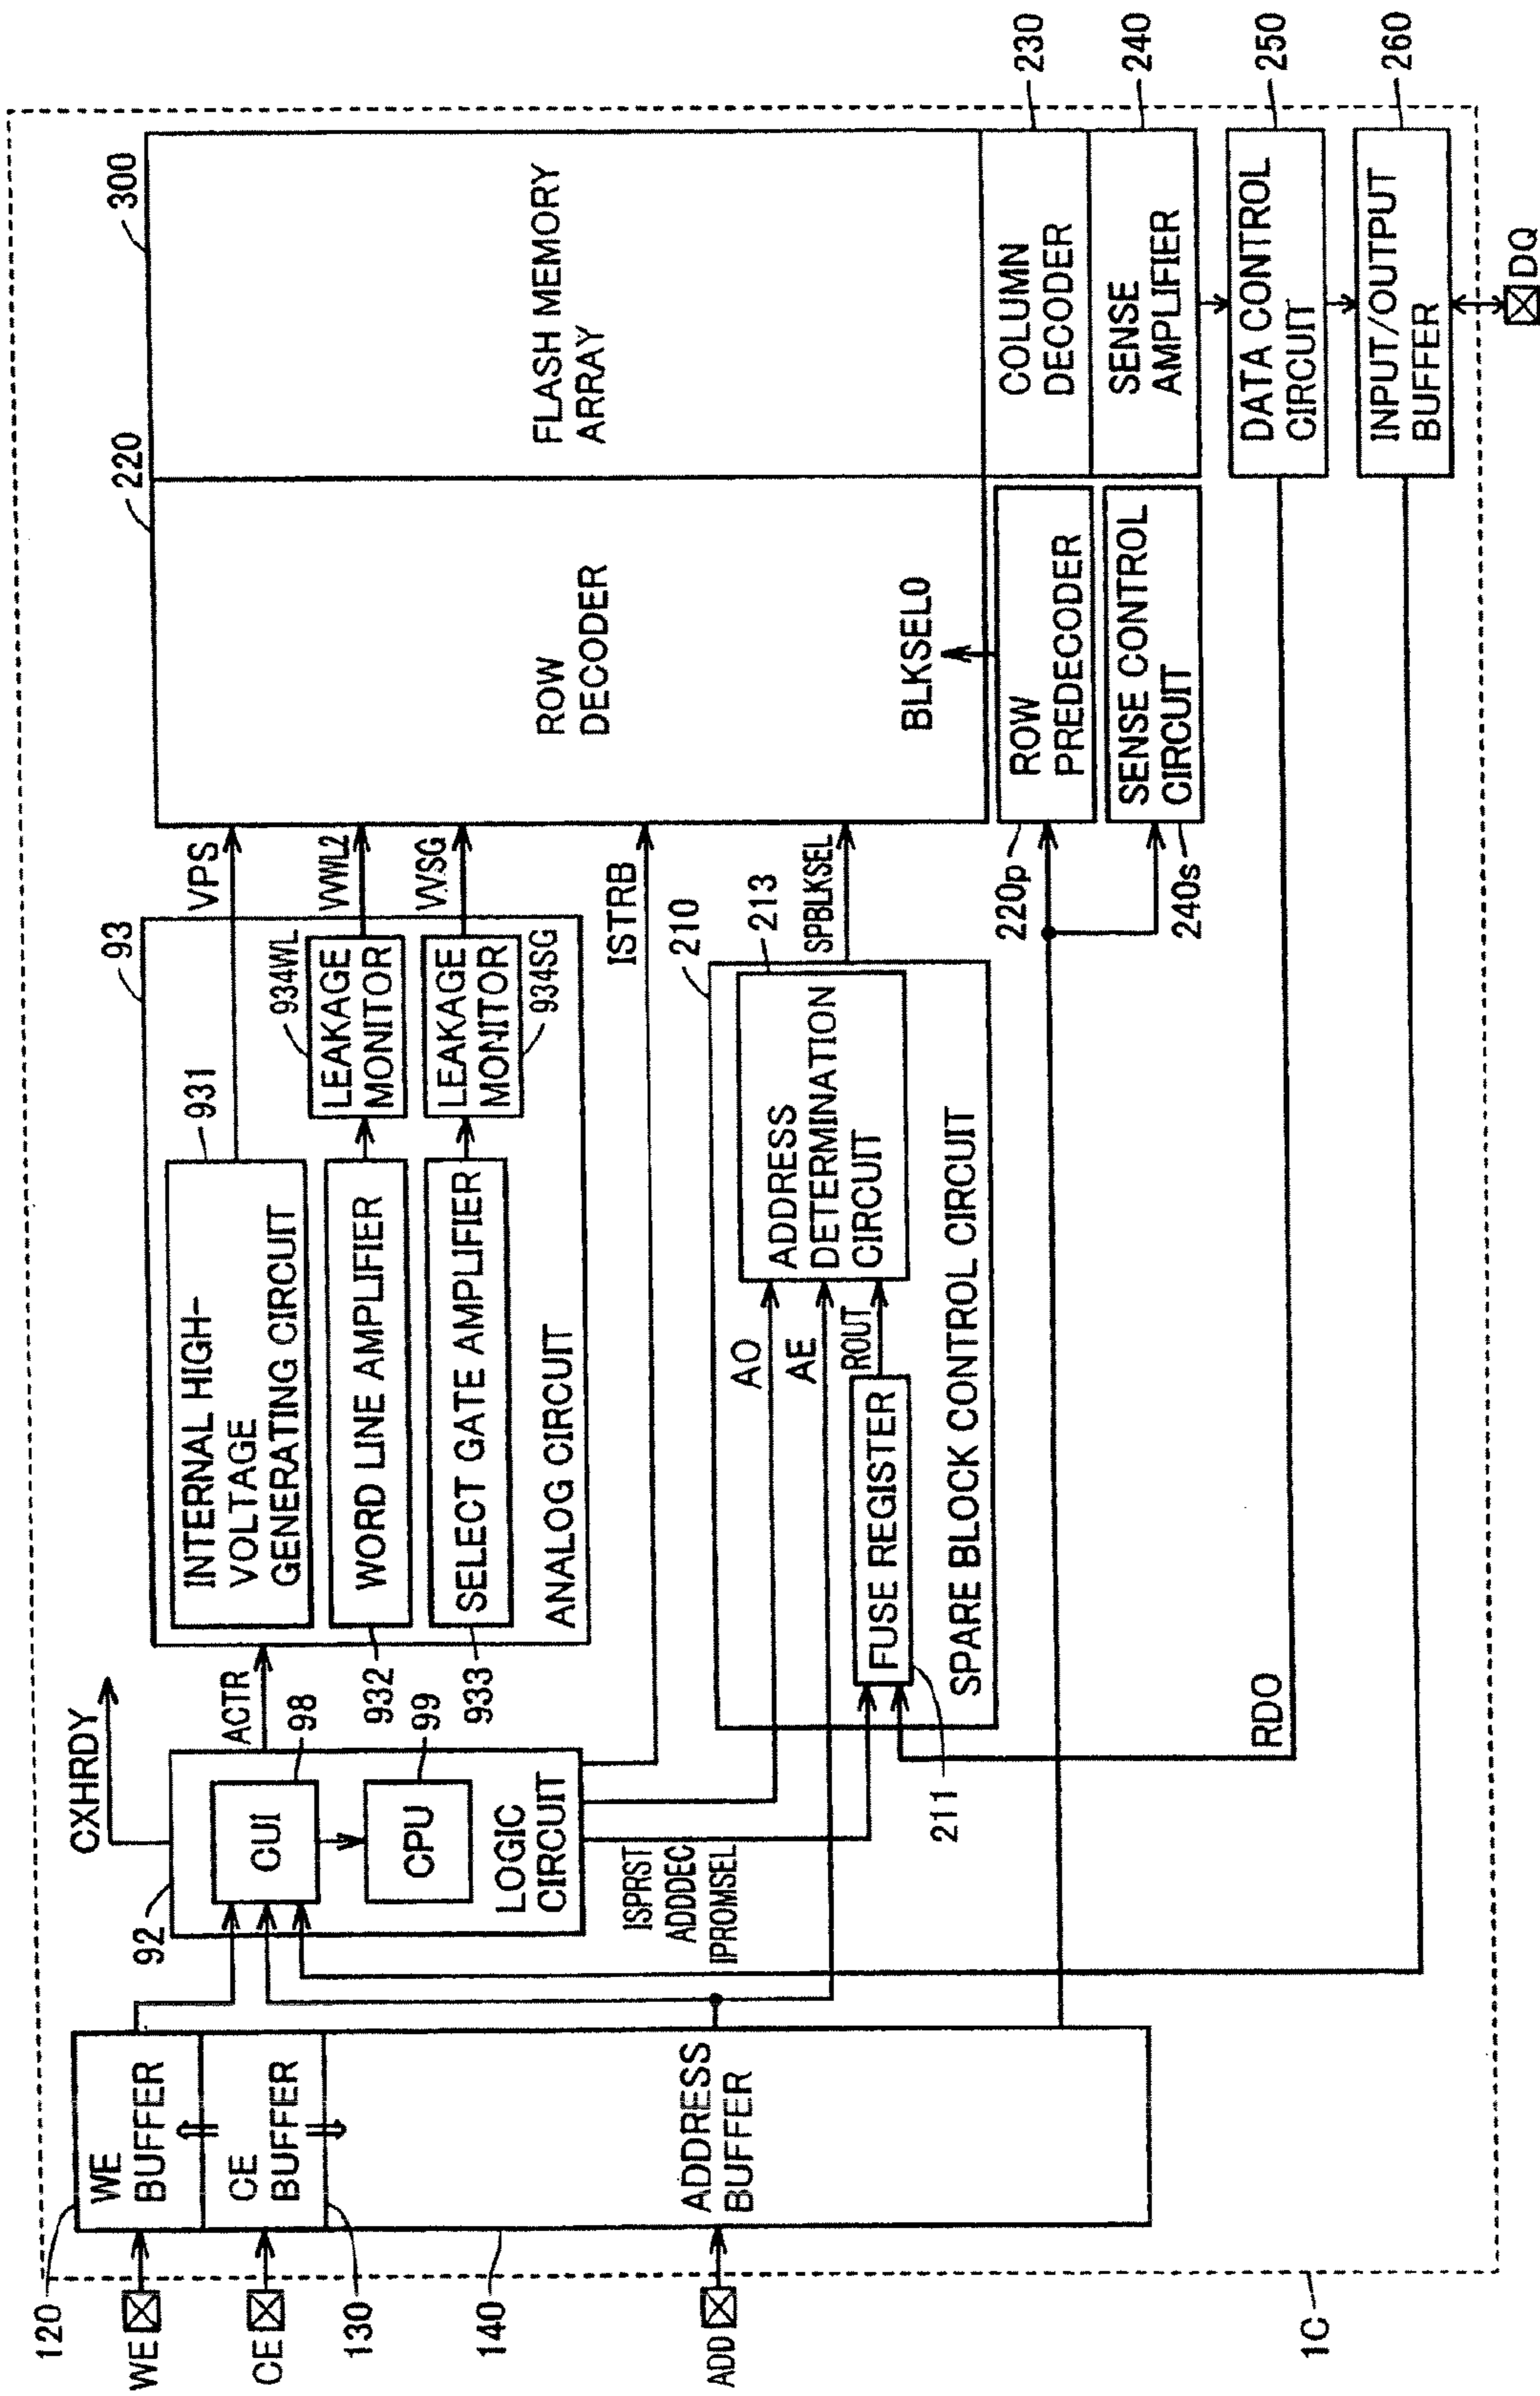 300
FLASH MEMORY
ARRAY
220
ROW
DECODER
BLKSEL0
COLUMN
DECODER
230
SENSE
AMPLIFIER
240
DATA CONTROL
CIRCUIT
250
INPUT/OUTPUT
BUFFER
260
DQ
ROW
PREDECODER
220p
SENSE CONTROL
CIRCUIT
240s
VPS
VWL2
VVSG
ISTRB
SPBLKSEL
93
INTERNAL HIGH-
VOLTAGE
GENERATING CIRCUIT
931
WORD LINE AMPLIFIER
932
SELECT GATE AMPLIFIER
933
LEAKAGE
MONITOR
934WL
LEAKAGE
MONITOR
934SG
ANALOG CIRCUIT
210
213
ADDRESS
DETERMINATION
CIRCUIT
AO
AE
ROUT
FUSE REGISTER
211
SPARE BLOCK CONTROL CIRCUIT
RDO
CXHRDY
ACTR
92
CUI
98
CPU
99
LOGIC
CIRCUIT
ISPRST
ADDDEC
IPROMSEL
WE
BUFFER
120
CE
BUFFER
130
ADDRESS
BUFFER
140
WE
CE
ADD
1C